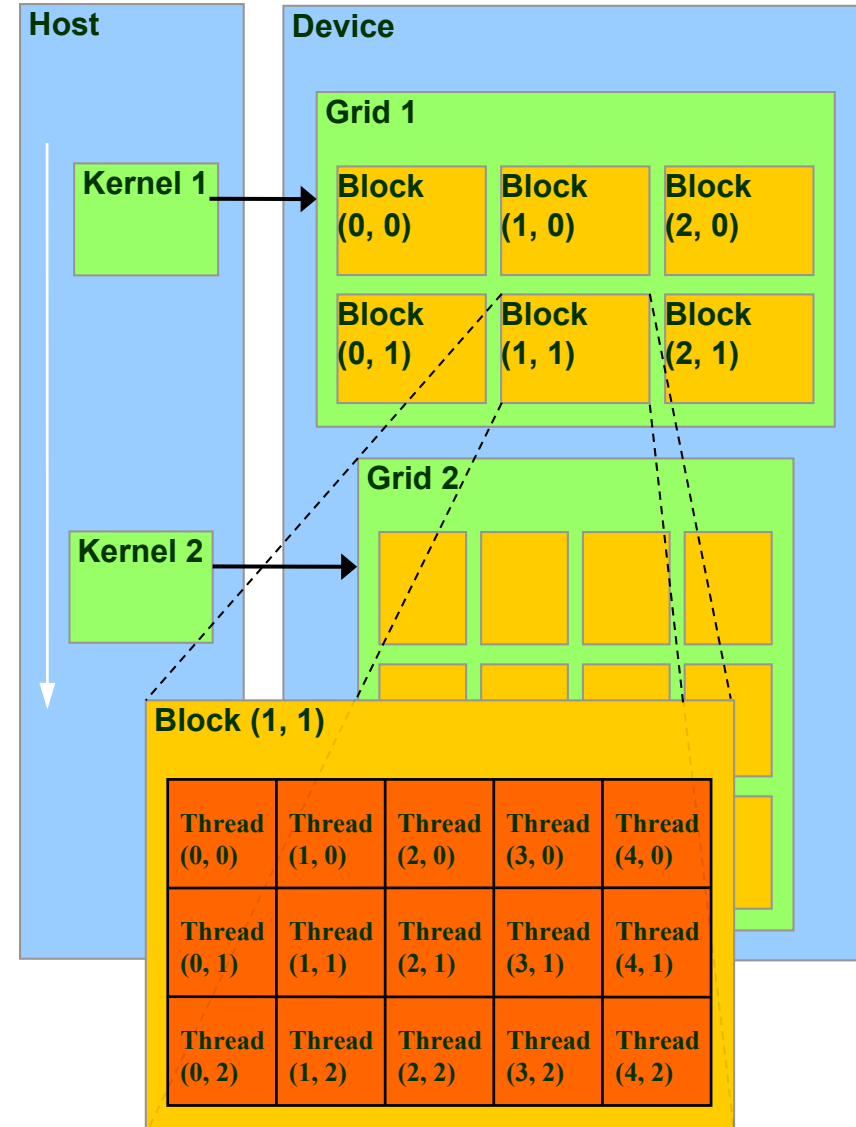 Host
Device
Grid 1
Kernel 1
Block
(0, 0)
Block
(1, 0)
Block
(2, 0)
Block
(0, 1)
Block
(1, 1)
Block
(2, 1)
Grid 2
Kernel 2
Block (1, 1)
Thread
(0, 0)
Thread
(1, 0)
Thread
(2, 0)
Thread
(3, 0)
Thread
(4, 0)
Thread
(0, 1)
Thread
(1, 1)
Thread
(2, 1)
Thread
(3, 1)
Thread
(4, 1)
Thread
(0, 2)
Thread
(1, 2)
Thread
(2, 2)
Thread
(3, 2)
Thread
(4, 2)